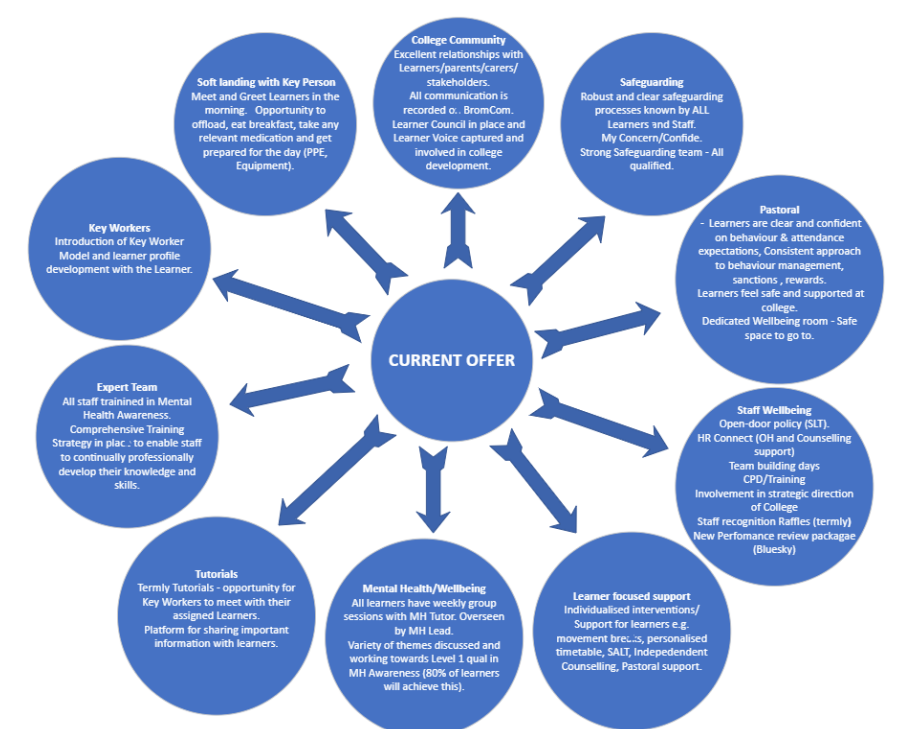 College Community
Excellent relationships with
Learners/parents/carers/
stakeholders.
All communication is
recorded BromCom.
Learner Council in place and
Learner Voice captured and
involved in college
development.
Safeguarding
Robust and clear safeguarding
processes known by ALL
Learners and Staff.
My Concern/Confide.
Strong Safeguarding team - All
qualified.
Pastoral
- Learners are clear and confident
on behaviour & attendance
expectations, Consistent approach
to behaviour management,
sanctions , rewards.
Learners feel safe and supported at
college.
Dedicated Wellbeing room - Safe
space to go to.
Staff Wellbeing
Open-door policy (SLT).
HR Connect (OH and Counselling
support)
Team building days
CPD/Training
Involvement in strategic direction
of College
Staff recognition Raffles (termly)
New Perfomance review packagae
(Bluesky)
Learner focused support
Individualised interventions/
Support for learners e.g.
movement personalised
timetable, SALT, Indepedendent
Counselling, Pastoral support.
Mental Health/Wellbeing
All learners have weekly group
sessions with MH Tutor. Overseen
by MH Lead.
Variety of themes discussed and
working towards Level 1 qual in
MH Awareness (80% of learners
will achieve this).
Tutorials
Termly Tutorials - opportunity for
Key Workers to meet with their
assigned Learners.
Platform for sharing important
information with learners.
Expert Team
All staff trainined in Mental
Health Awareness.
Comprehensive Training
Strategy in to enable staff
to continually professionally
develop their knowledge and
skills.
Key Workers
Introduction of Key Worker
Model and learner profile
development with the Learner.
Soft landing with Key Person
Meet and Greet Learners in the
morning. Opportunity to
offload, eat breakfast, take any
relevant medication and get
prepared for the day (PPE,
Equipment).
CURRENT OFFER